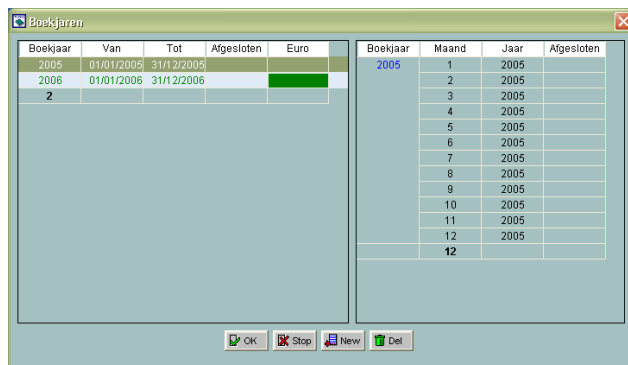 Boekjaren
Boekjaar Van Tot Afgesloten Euro
2005 01/01/2005 31/12/2005
2006 01/01/2006 31/12/2006
2
Boekjaar Maand Jaar Afgesloten
2005 1 2005
2 2005
3 2005
4 2005
5 2005
6 2005
7 2005
8 2005
9 2005
10 2005
11 2005
12 2005
12
OK Stop New Del